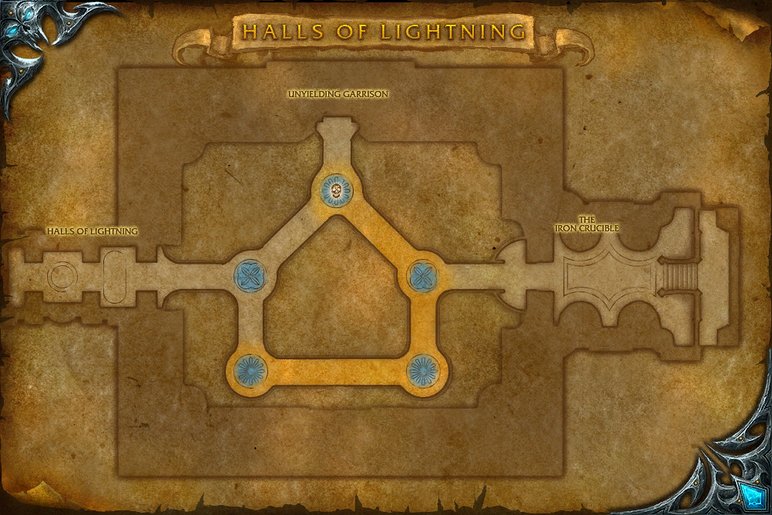 HALLS OF LIGHTNING
UNYIELDING GARRISON
HALLS OF LIGHTNING
THE
IRON CRUCIBLE